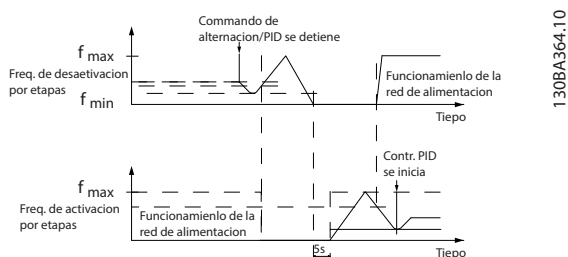 Commando de
alternacion/PID se detiene
f max
Freq. de desaetivacion
por etapas
f min
Funcionamienlo de la
red de alimentacion
Tiepo
Contr. PID
se inicia
f max
Freq. de activacion
por etapas
Funcionamienlo de la
red de alimentacion
5s
Tiepo
130BA364.10